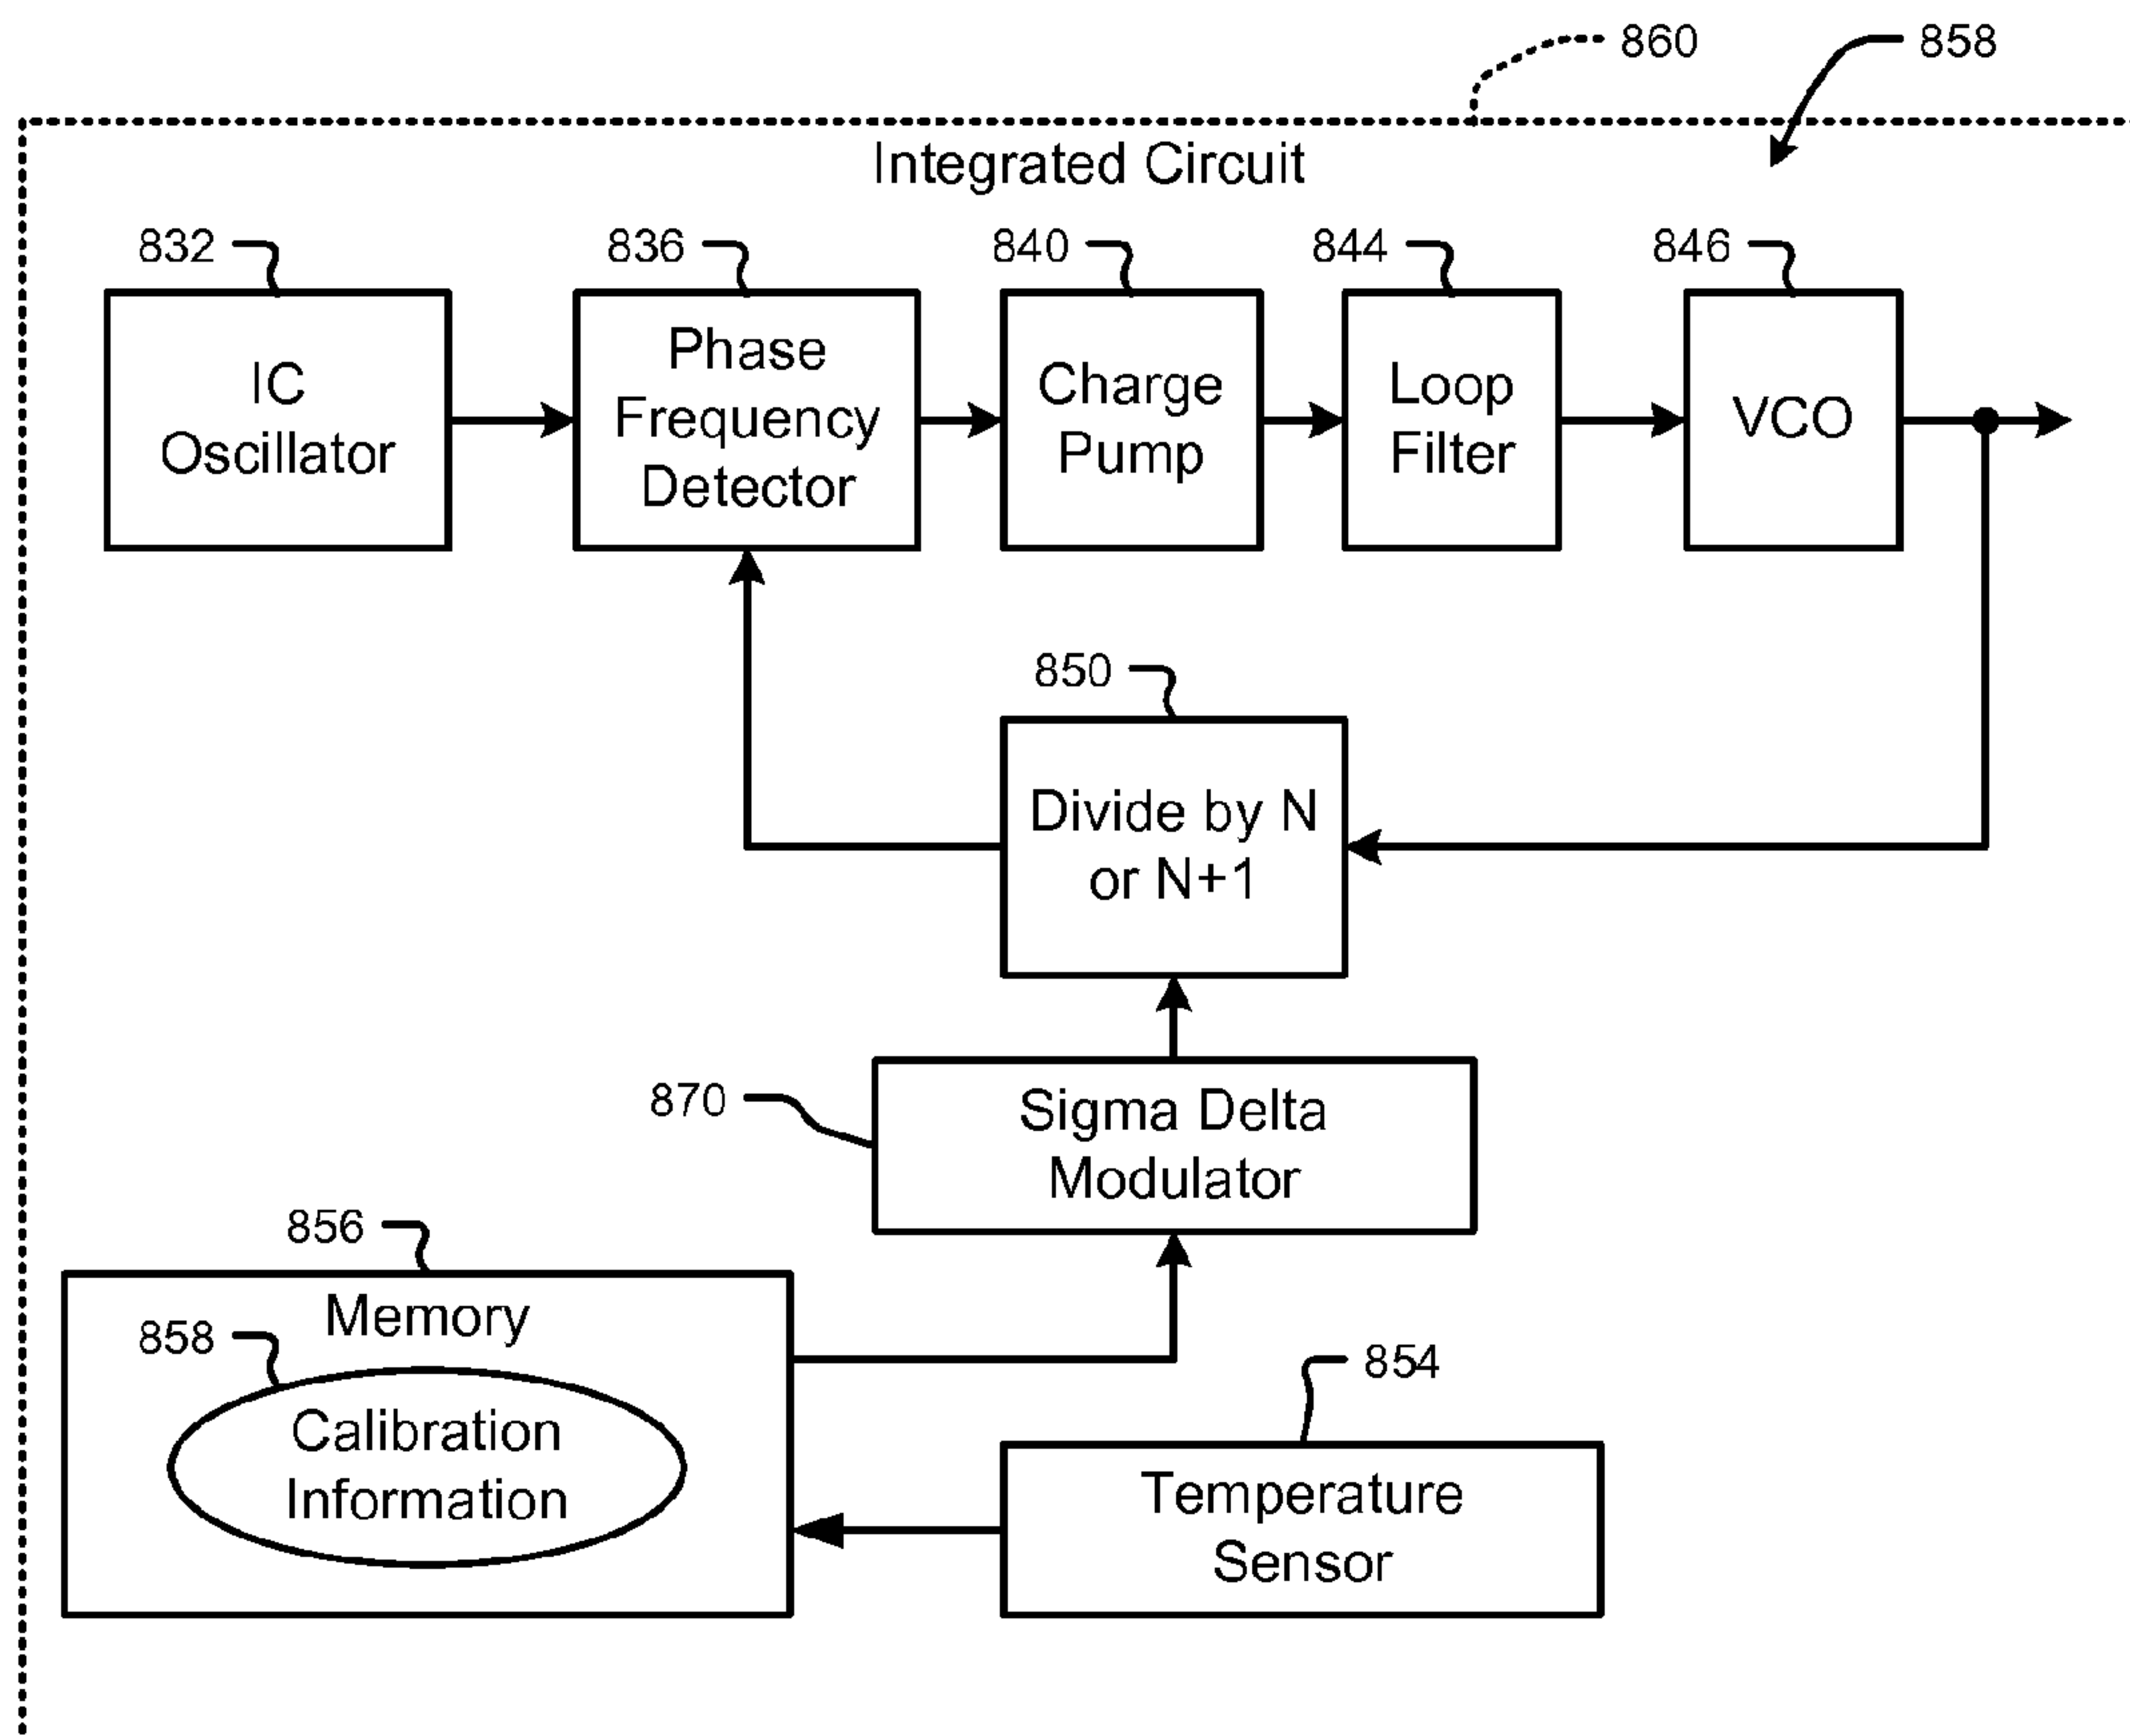 860
858
Integrated Circuit
832
836
840
844
846
IC
Oscillator
Phase
Frequency
Detector
Charge
Pump
Loop
Filter
VCO
850
Divide by N
or N+1
870
Sigma Delta
Modulator
856
Memory
858
Calibration
Information
854
Temperature
Sensor